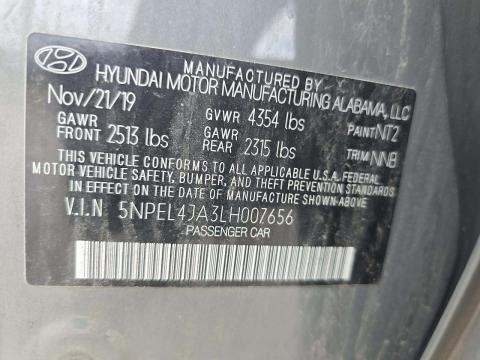 MANUFACTURED BY
HYUNDAI MOTOR MANUFACTURING ALABAMA, LLC
Nov/21/19 GVWR 4354 lbs PAINT NT2
GAWR FRONT 2513 lbs GAWR REAR 2315 lbs TRIM NNB
THIS VEHICLE CONFORMS TO ALL APPLICABLE U.S.A FEDERAL
MOTOR VEHICLE SAFETY, BUMPER, AND THEFT PREVENTION STANDARDS
IN EFFECT ON THE DATE OF MANUFACTURE SHOWN ABOVE.
V.I.N 5NPEL4JA3LH007656
PASSENGER CAR